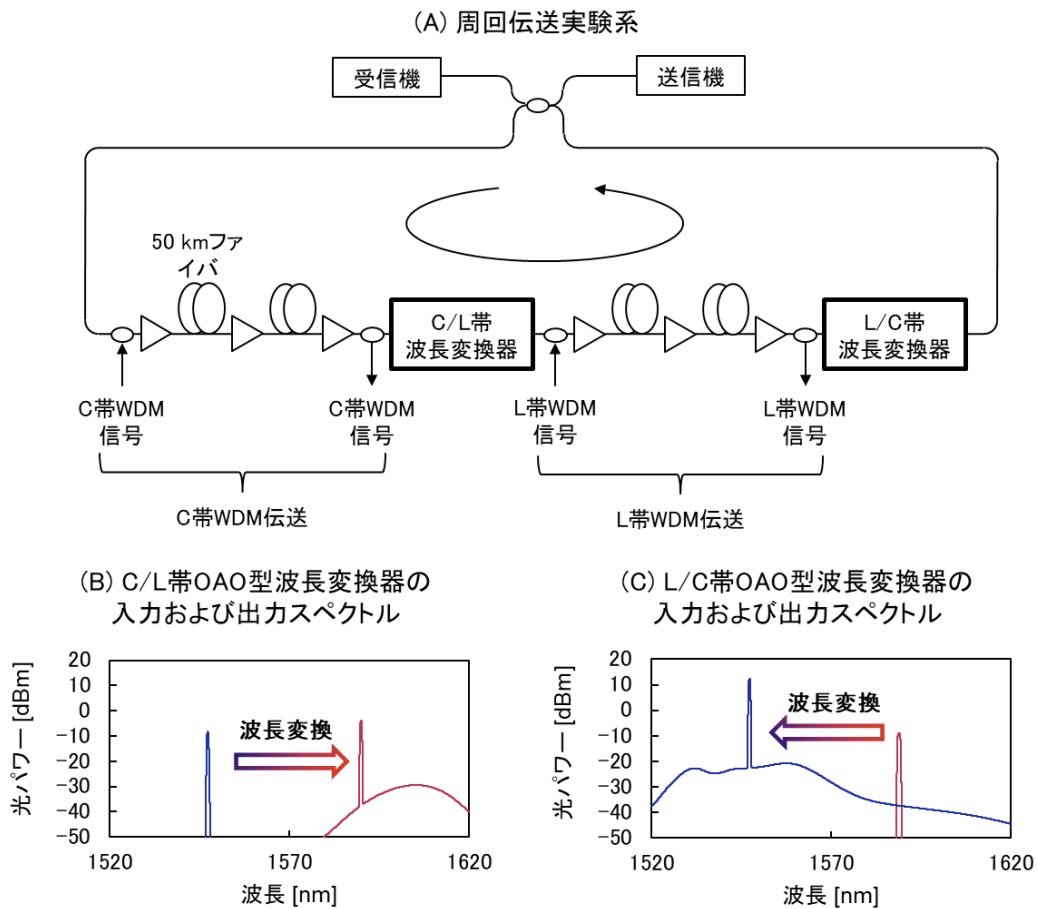 (A) 周回伝送実験系
受信機
送信機
50 kmファ
イバ
C/L帯
波長変換器
L/C帯
波長変換器
C帯WDM
信号
C帯WDM
信号
L帯WDM
信号
L帯WDM
信号
C帯WDM伝送
L帯WDM伝送
(B) C/L帯OAO型波長変換器の
入力および出力スペクトル
光パワー [dBm]
20
10
0
-10
-20
-30
-40
-50
波長変換
1520
1570
1620
波長 [nm]
(C) L/C帯OAO型波長変換器の
入力および出力スペクトル
光パワー [dBm]
20
10
0
-10
-20
-30
-40
-50
波長変換
1520
1570
1620
波長 [nm]